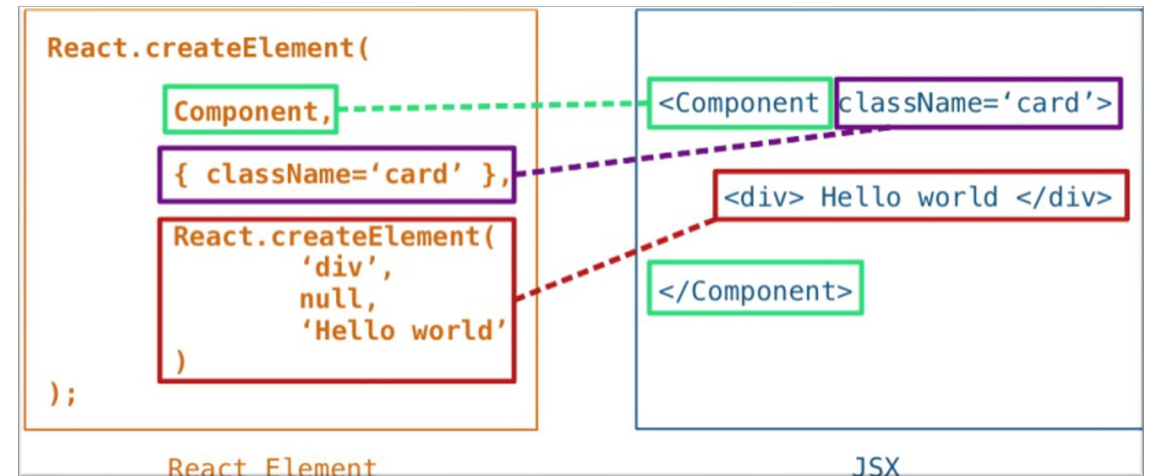 React.createElement(
Component,
{ className=‘card’ },
React.createElement(
‘div’,
null,
‘Hello world’
)
);
React Element
<Component className=‘card’>
<div> Hello world </div>
</Component>
JSX